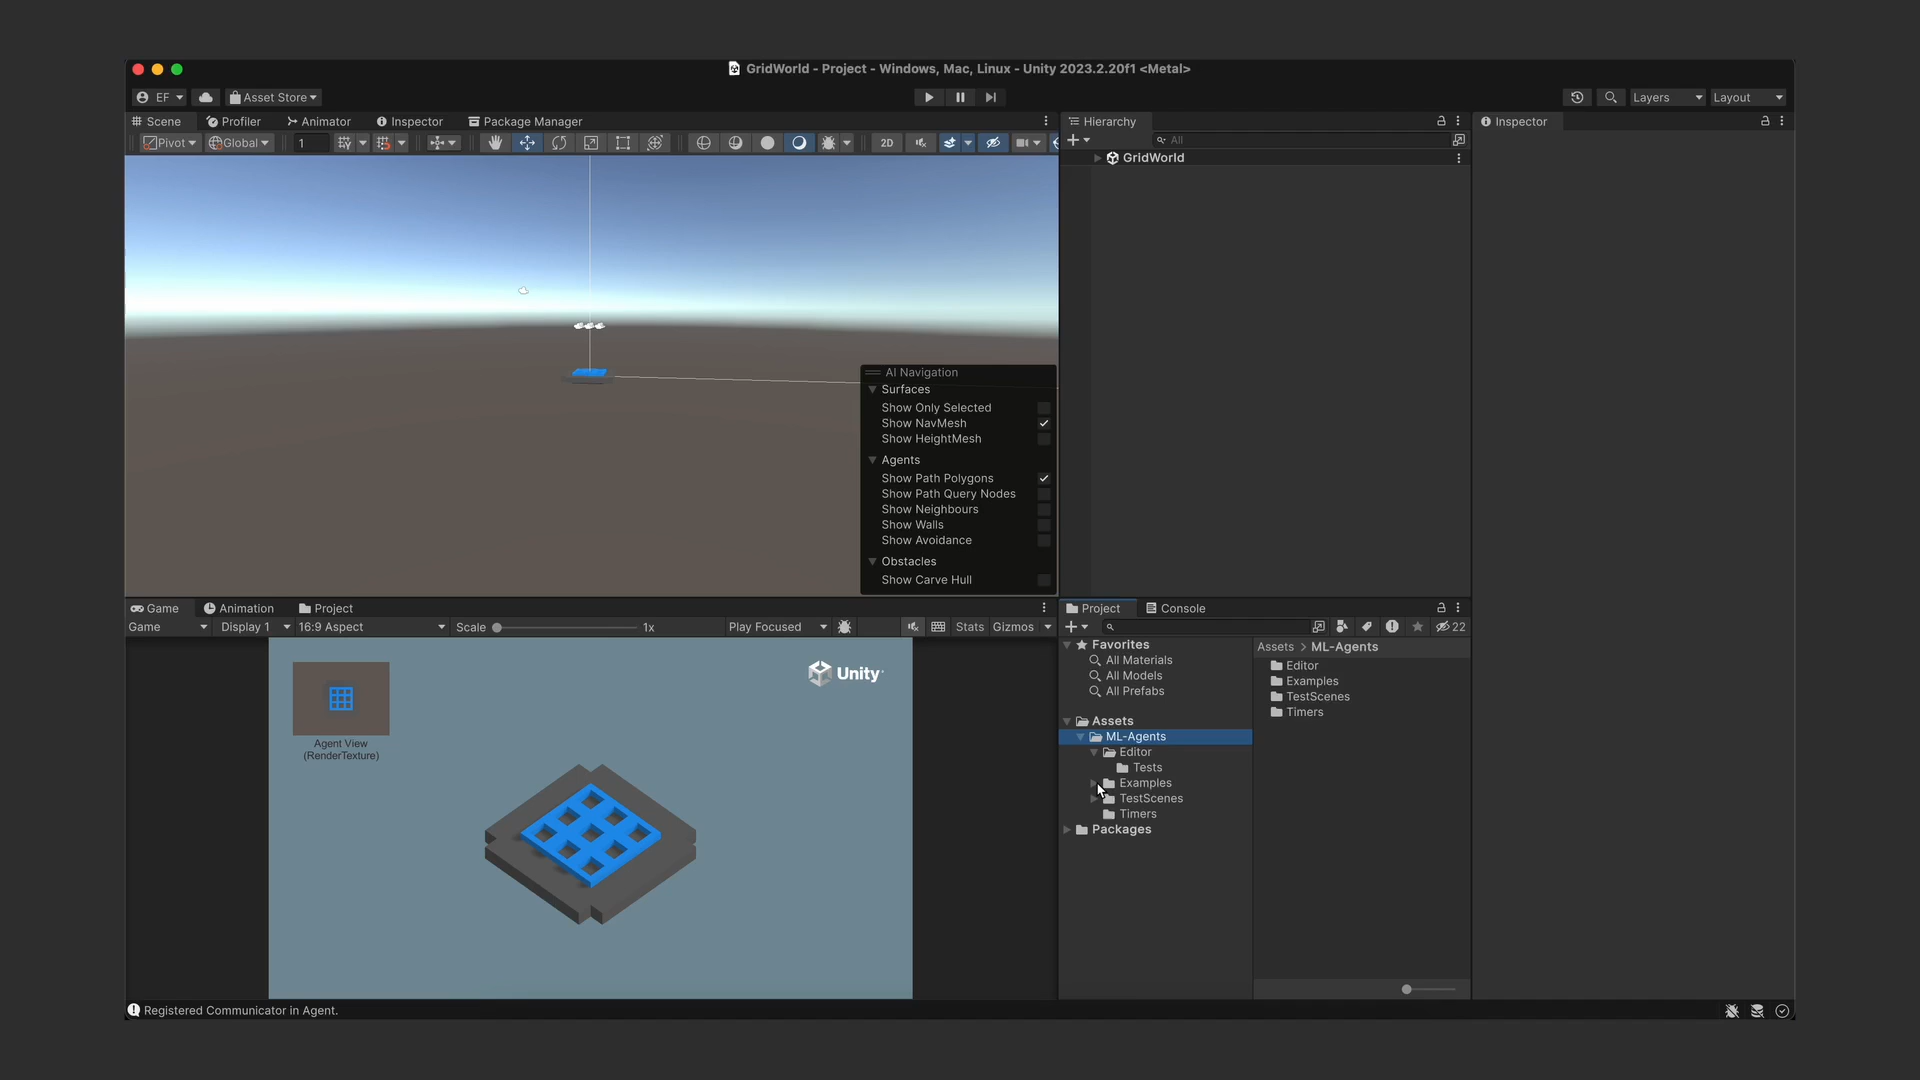 GridWorld - Project - Windows, Mac, Linux - Unity 2023.2.20f1 <Metal>
EF
Asset Store
Layers
Layout
Scene
Profiler
Animator
Inspector
Package Manager
Pivot
Global
1
2D
AI Navigation
Surfaces
Show Only Selected
Show NavMesh
Show HeightMesh
Agents
Show Path Polygons
Show Path Query Nodes
Show Neighbours
Show Walls
Show Avoidance
Obstacles
Show Carve Hull
Hierarchy
All
GridWorld
Inspector
Game
Animation
Project
Game
Display 1
16:9 Aspect
Scale
1x
Play Focused
Stats
Gizmos
Agent View
(RenderTexture)
Unity
Project
Console
22
Favorites
All Materials
All Models
All Prefabs
Assets
ML-Agents
Editor
Tests
Examples
TestScenes
Timers
Packages
Assets > ML-Agents
Editor
Examples
TestScenes
Timers
Registered Communicator in Agent.